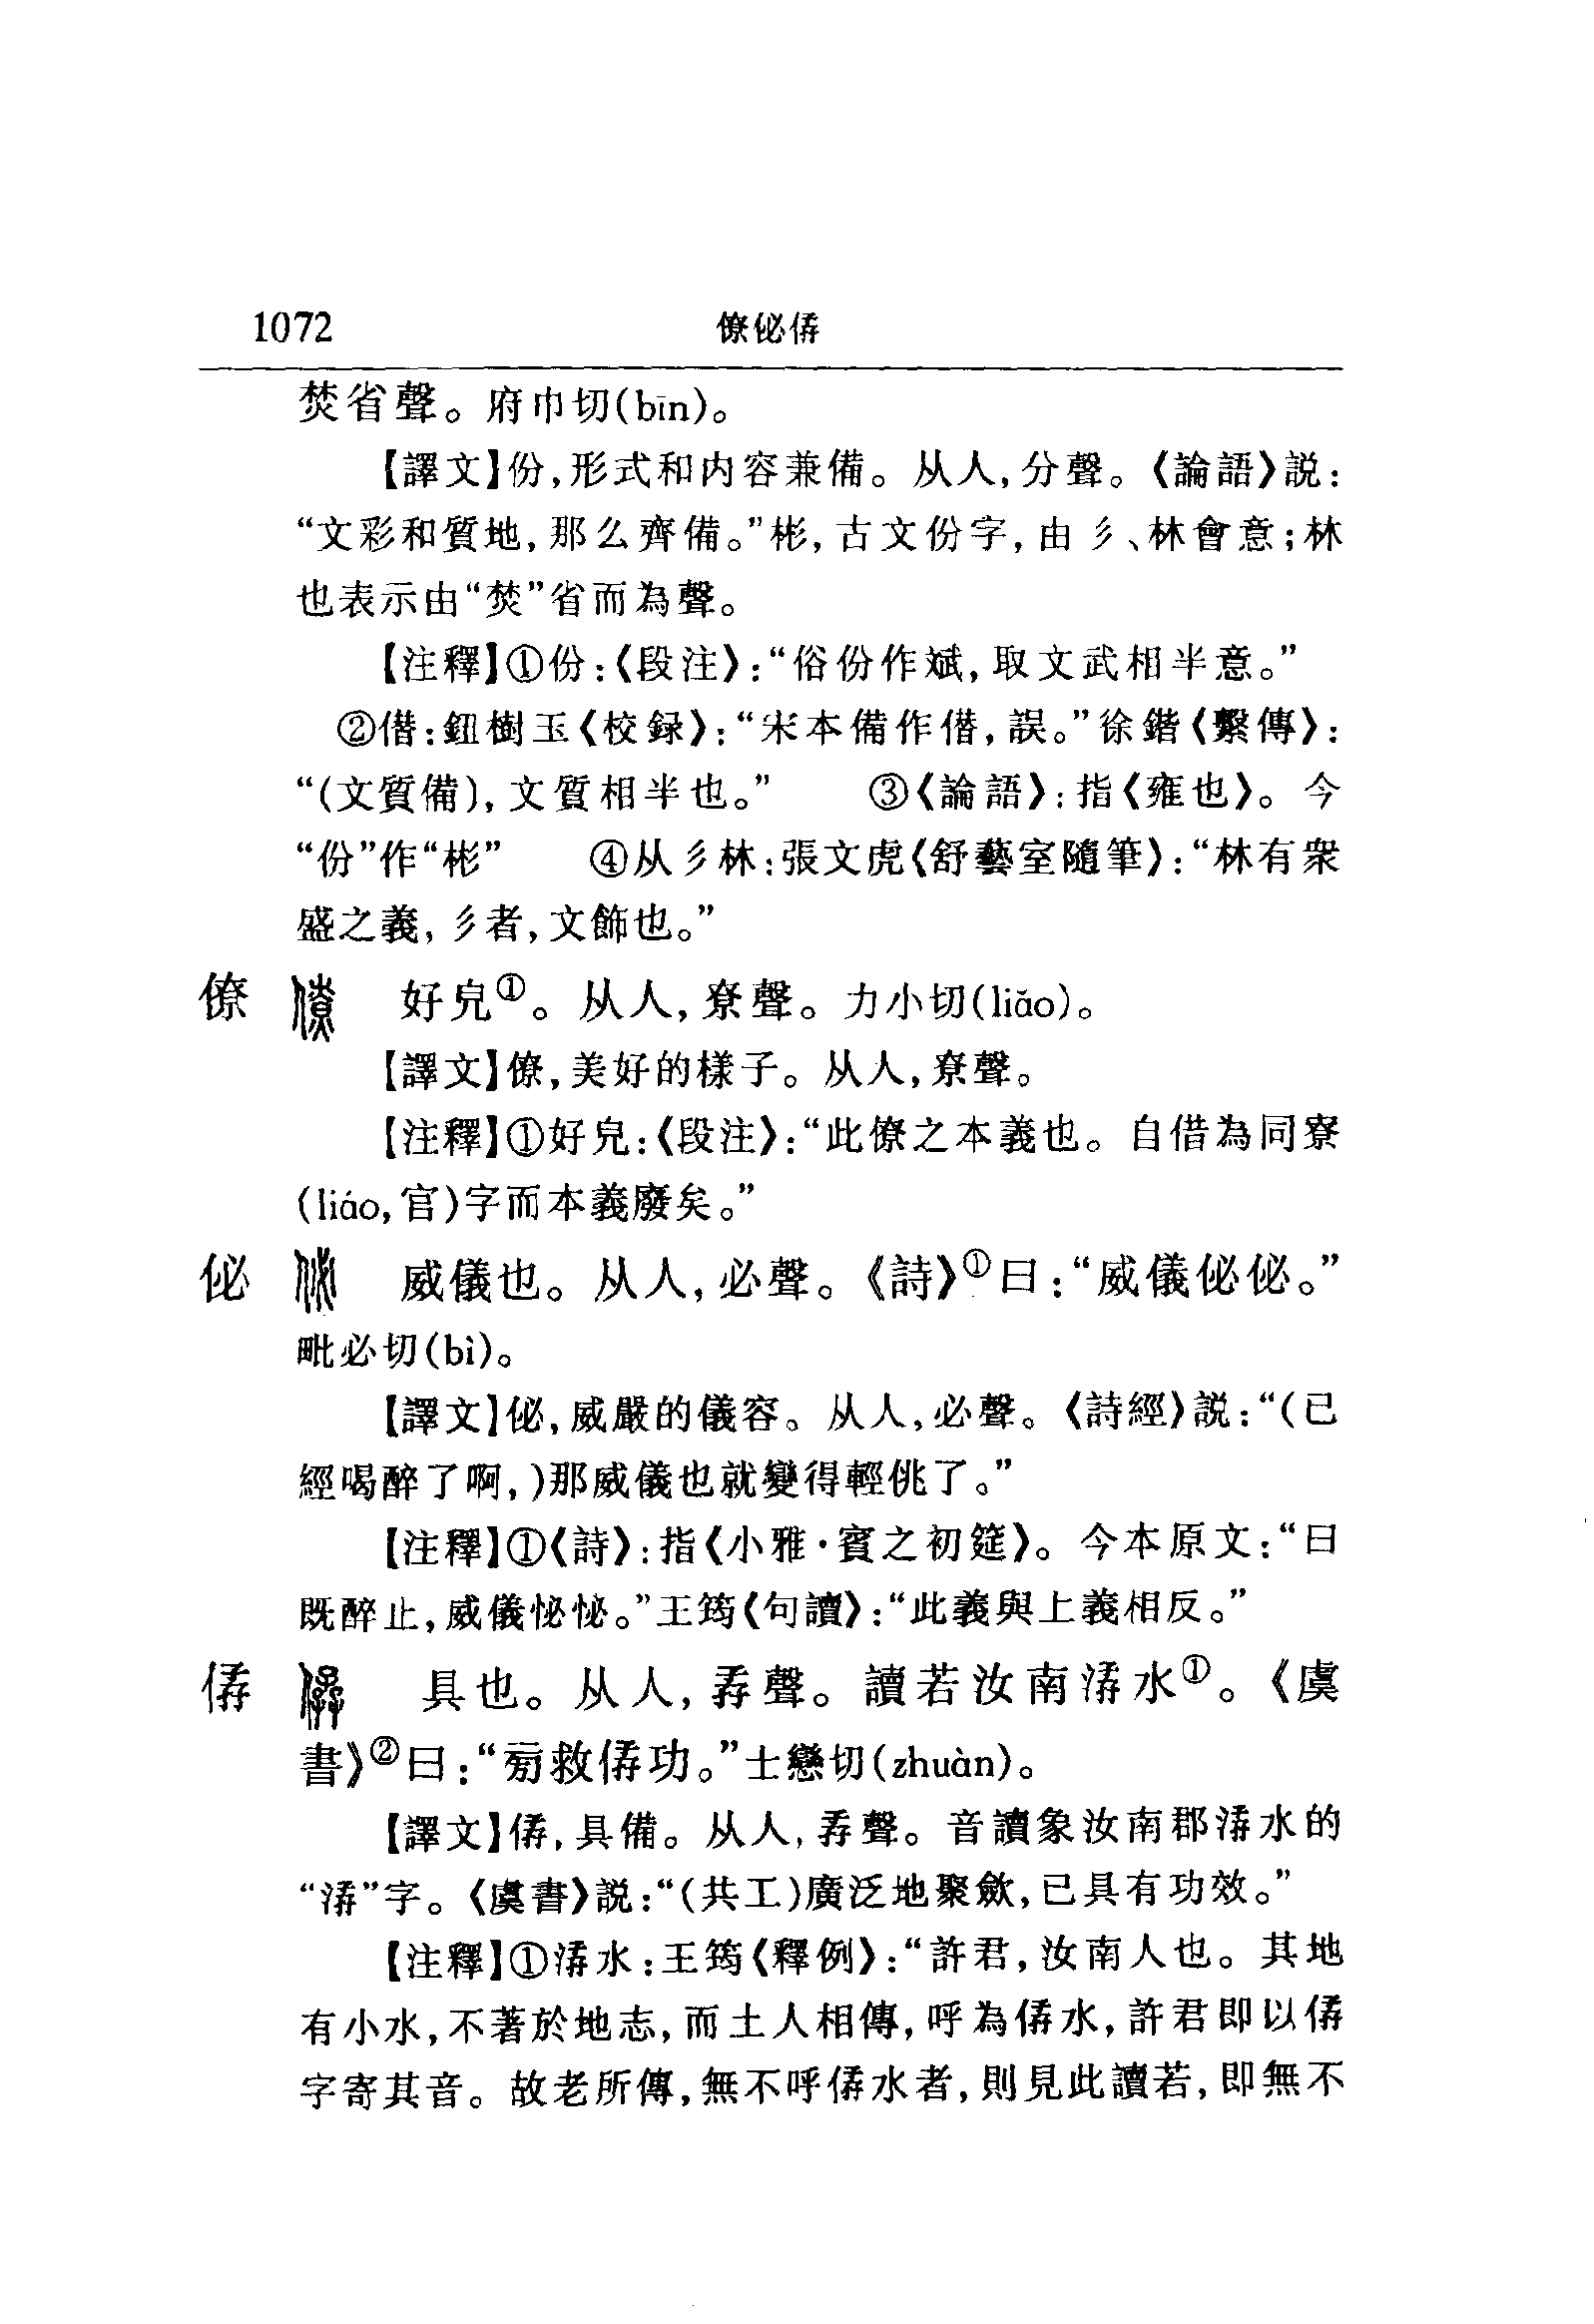 1072 僚佖僝
焚省聲。府巾切(bīn)。
【譯文】份,形式和内容兼備。从人,分聲。《論語》説:
“文彩和質地,那么齊備。”彬,古文份字,由彡、林會意;林
也表示由“焚”省而為聲。
【注釋】①份:《段注》:“俗份作斌,取文武相半意。”
②偕:鈕樹玉《校録》:“宋本備作偕,誤。”徐鍇《繫傳》:
“(文質備),文質相半也。” ③《論語》:指《雍也》。今
“份”作“彬” ④从彡林:張文虎《舒藝室隨筆》:“林有衆
盛之義,彡者,文飾也。”
僚 好皃①。从人,尞聲。力小切(liǎo)。
【譯文】僚,美好的樣子。从人,尞聲。
【注釋】①好皃:《段注》:“此僚之本義也。自借為同寮
(liáo,官)字而本義廢矣。”
佖 威儀也。从人,必聲。《詩》①曰:“威儀佖佖。”
毗必切(bì)。
【譯文】佖,威嚴的儀容。从人,必聲。《詩經》説:“(已
經喝醉了啊,)那威儀也就變得輕佻了。”
【注釋】①《詩》:指《小雅·賓之初筵》。今本原文:“曰
既醉止,威儀怭怭。”王筠《句讀》:“此義與上義相反。”
僝 具也。从人,孨聲。讀若汝南潺水①。《虞
書》②曰:“㫄救僝功。”士戀切(zhuàn)。
【譯文】僝,具備。从人,孨聲。音讀象汝南郡潺水的
“潺”字。《虞書》説:“(共工)廣泛地聚斂,已具有功效。”
【注釋】①潺水:王筠《釋例》:“許君,汝南人也。其地
有小水,不著於地志,而土人相傳,呼為僝水,許君即以僝
字寄其音。故老所傳,無不呼僝水者,則見此讀若,即無不